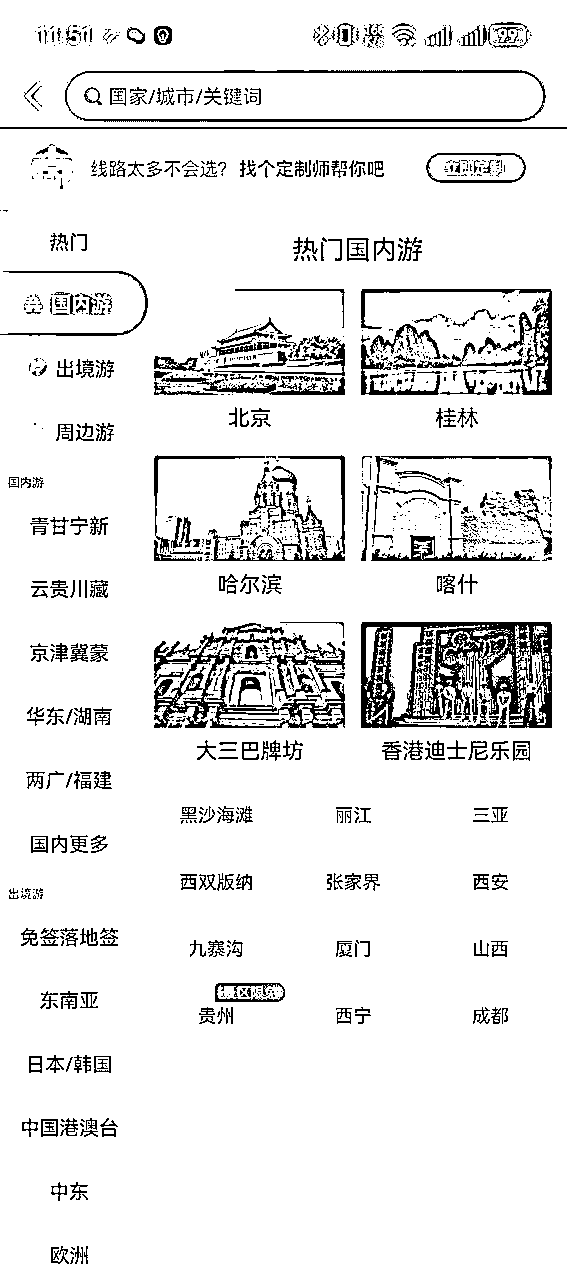 11:51
99
国家/城市/关键词
线路太多不会选？ 找个定制师帮你吧
立即定制
热门
国内游
出境游
周边游
国内游
青甘宁新
云贵川藏
京津冀蒙
华东/湖南
两广/福建
国内更多
出境游
免签落地签
东南亚
日本/韩国
中国港澳台
中东
欧洲
热门国内游
北京
桂林
哈尔滨
喀什
大三巴牌坊
香港迪士尼乐园
黑沙海滩
丽江
三亚
西双版纳
张家界
西安
九寨沟
厦门
山西
贵州
西宁
成都